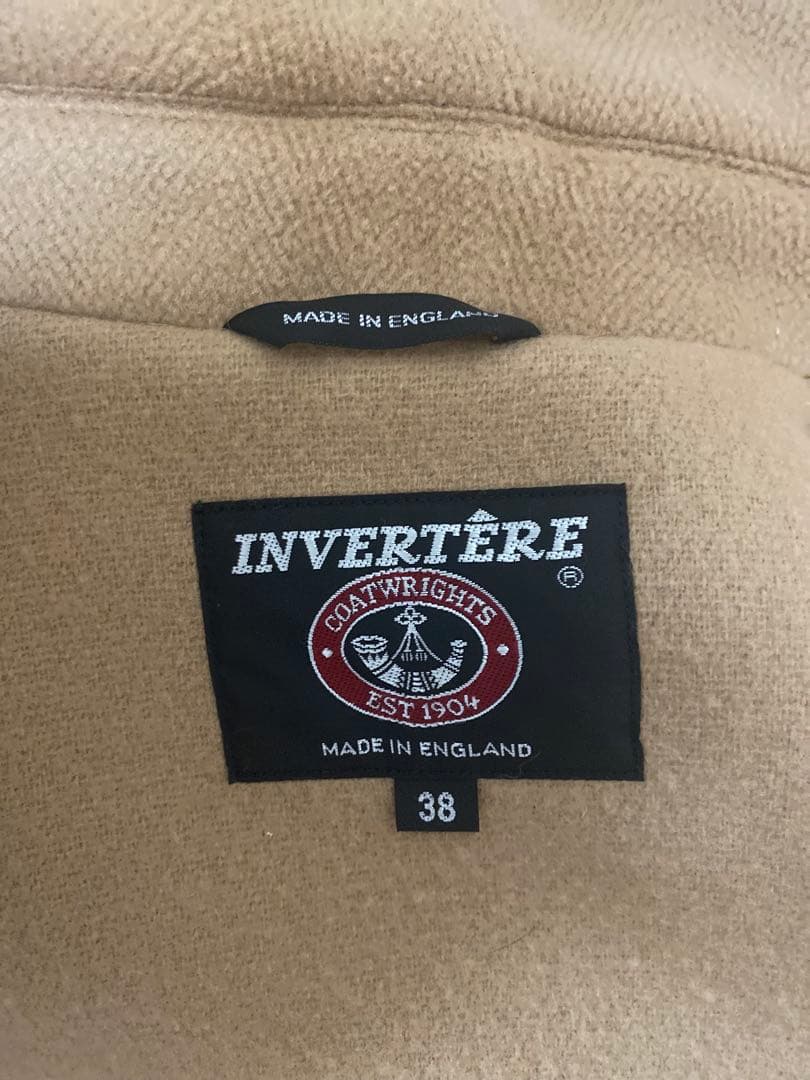 MADE IN ENGLAND
INVERTÊRE
®
COATWRIGHTS
EST 1904
MADE IN ENGLAND
38